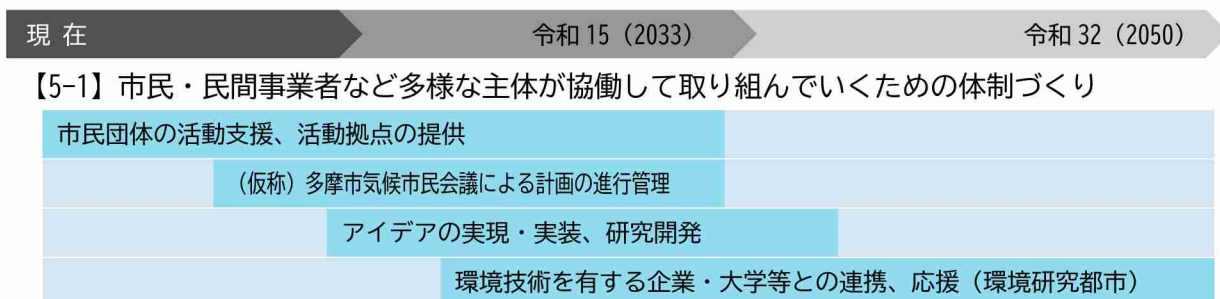 現在 令和15（2033） 令和32（2050）
【5-1】市民・民間事業者など多様な主体が協働して取り組んでいくための体制づくり
市民団体の活動支援、活動拠点の提供
（仮称）多摩市気候市民会議による計画の進行管理
アイデアの実現・実装、研究開発
環境技術を有する企業・大学等との連携、応援（環境研究都市）